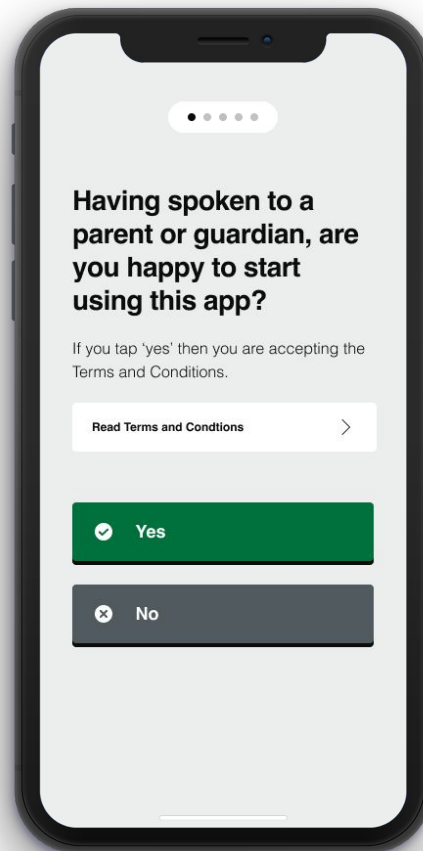 Having spoken to a
parent or guardian, are
you happy to start
using this app?
If you tap ‘yes’ then you are accepting the
Terms and Conditions.
Read Terms and Condtions
Yes
No